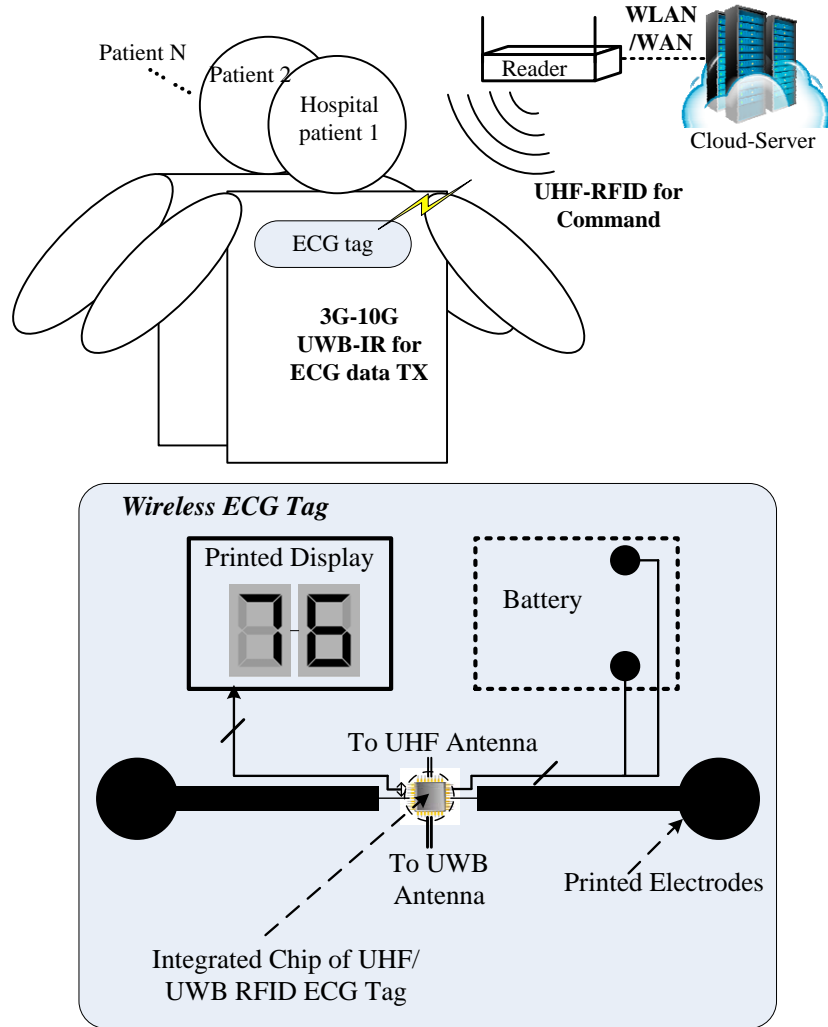 Patient N
Patient 2
Hospital
patient 1
WLAN
/WAN
Reader
Cloud-Server
UHF-RFID for
Command
ECG tag
3G-10G
UWB-IR for
ECG data TX
Wireless ECG Tag
Printed Display
76
Battery
To UHF Antenna
To UWB
Antenna
Printed Electrodes
Integrated Chip of UHF/
UWB RFID ECG Tag